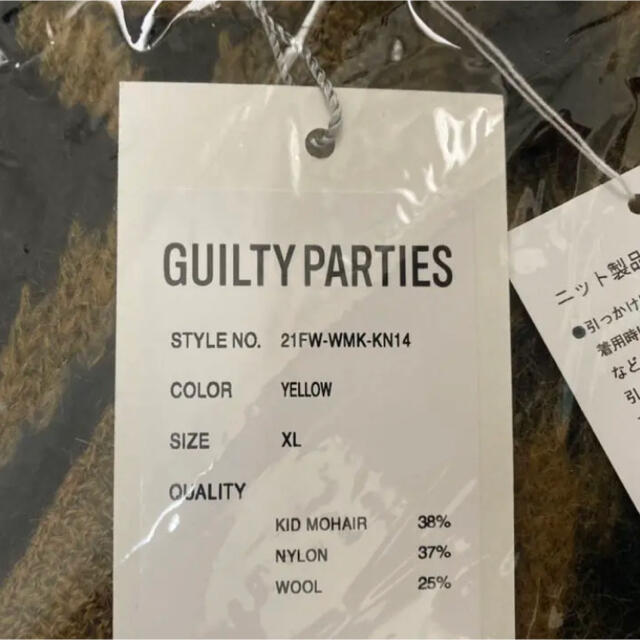 GUILTY PARTIES
STYLE NO. 21FW-WMK-KN14
COLOR YELLOW
SIZE XL
QUALITY
KID MOHAIR 38%
NYLON 37%
WOOL 25%
ニット製品
●引っかけ
着用時
など、
引